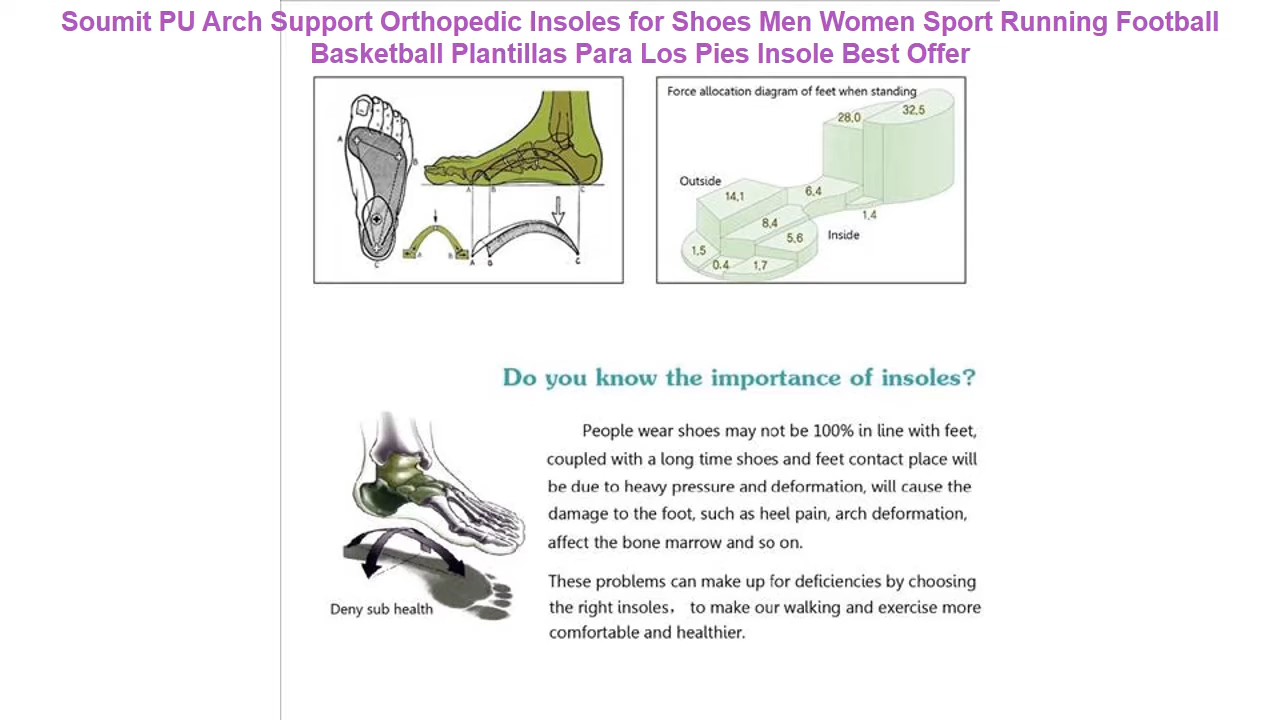 Soumit PU Arch Support Orthopedic Insoles for Shoes Men Women Sport Running Football
Basketball Plantillas Para Los Pies Insole Best Offer
A
B
C
A
B
C
A
B
A
B
C
Force allocation diagram of feet when standing
28,0
32,5
Outside
14,1
6,4
1,4
8,4
5,6
Inside
1,5
0,4
1,7
Do you know the importance of insoles?
People wear shoes may not be 100% in line with feet,
coupled with a long time shoes and feet contact place will
be due to heavy pressure and deformation, will cause the
damage to the foot, such as heel pain, arch deformation,
affect the bone marrow and so on.
These problems can make up for deficiencies by choosing
the right insoles， to make our walking and exercise more
comfortable and healthier.
Deny sub health